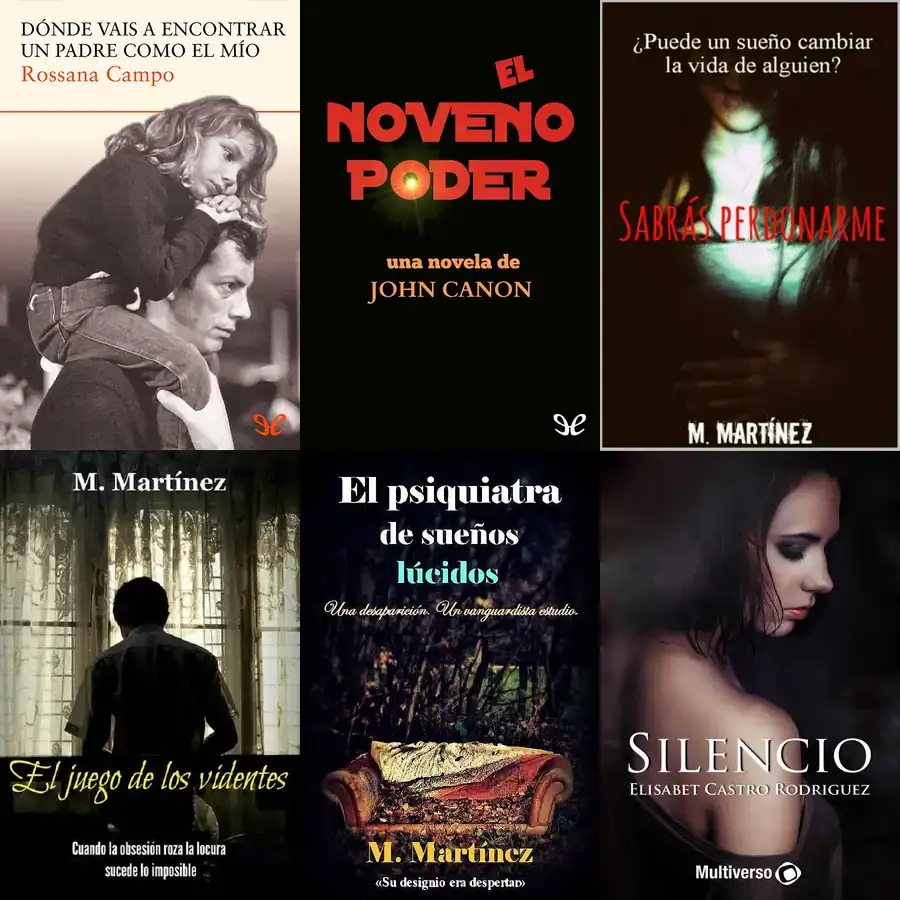 DÓNDE VAIS A ENCONTRAR
UN PADRE COMO EL MÍO
Rossana Campo
EL
NOVENO
PODER
una novela de
JOHN CANON
¿Puede un sueño cambiar
la vida de alguien?
SABRÁS PERDONARME
M. MARTÍNEZ
M. Martínez
El juego de los videntes
Cuando la obsesión roza la locura
sucede lo imposible
El psiquiatra
de sueños
lúcidos
Una desaparición. Un vanguardista estudio.
M. Martínez
«Su designio era despertar»
SILENCIO
ELISABET CASTRO RODRIGUEZ
Multiverso